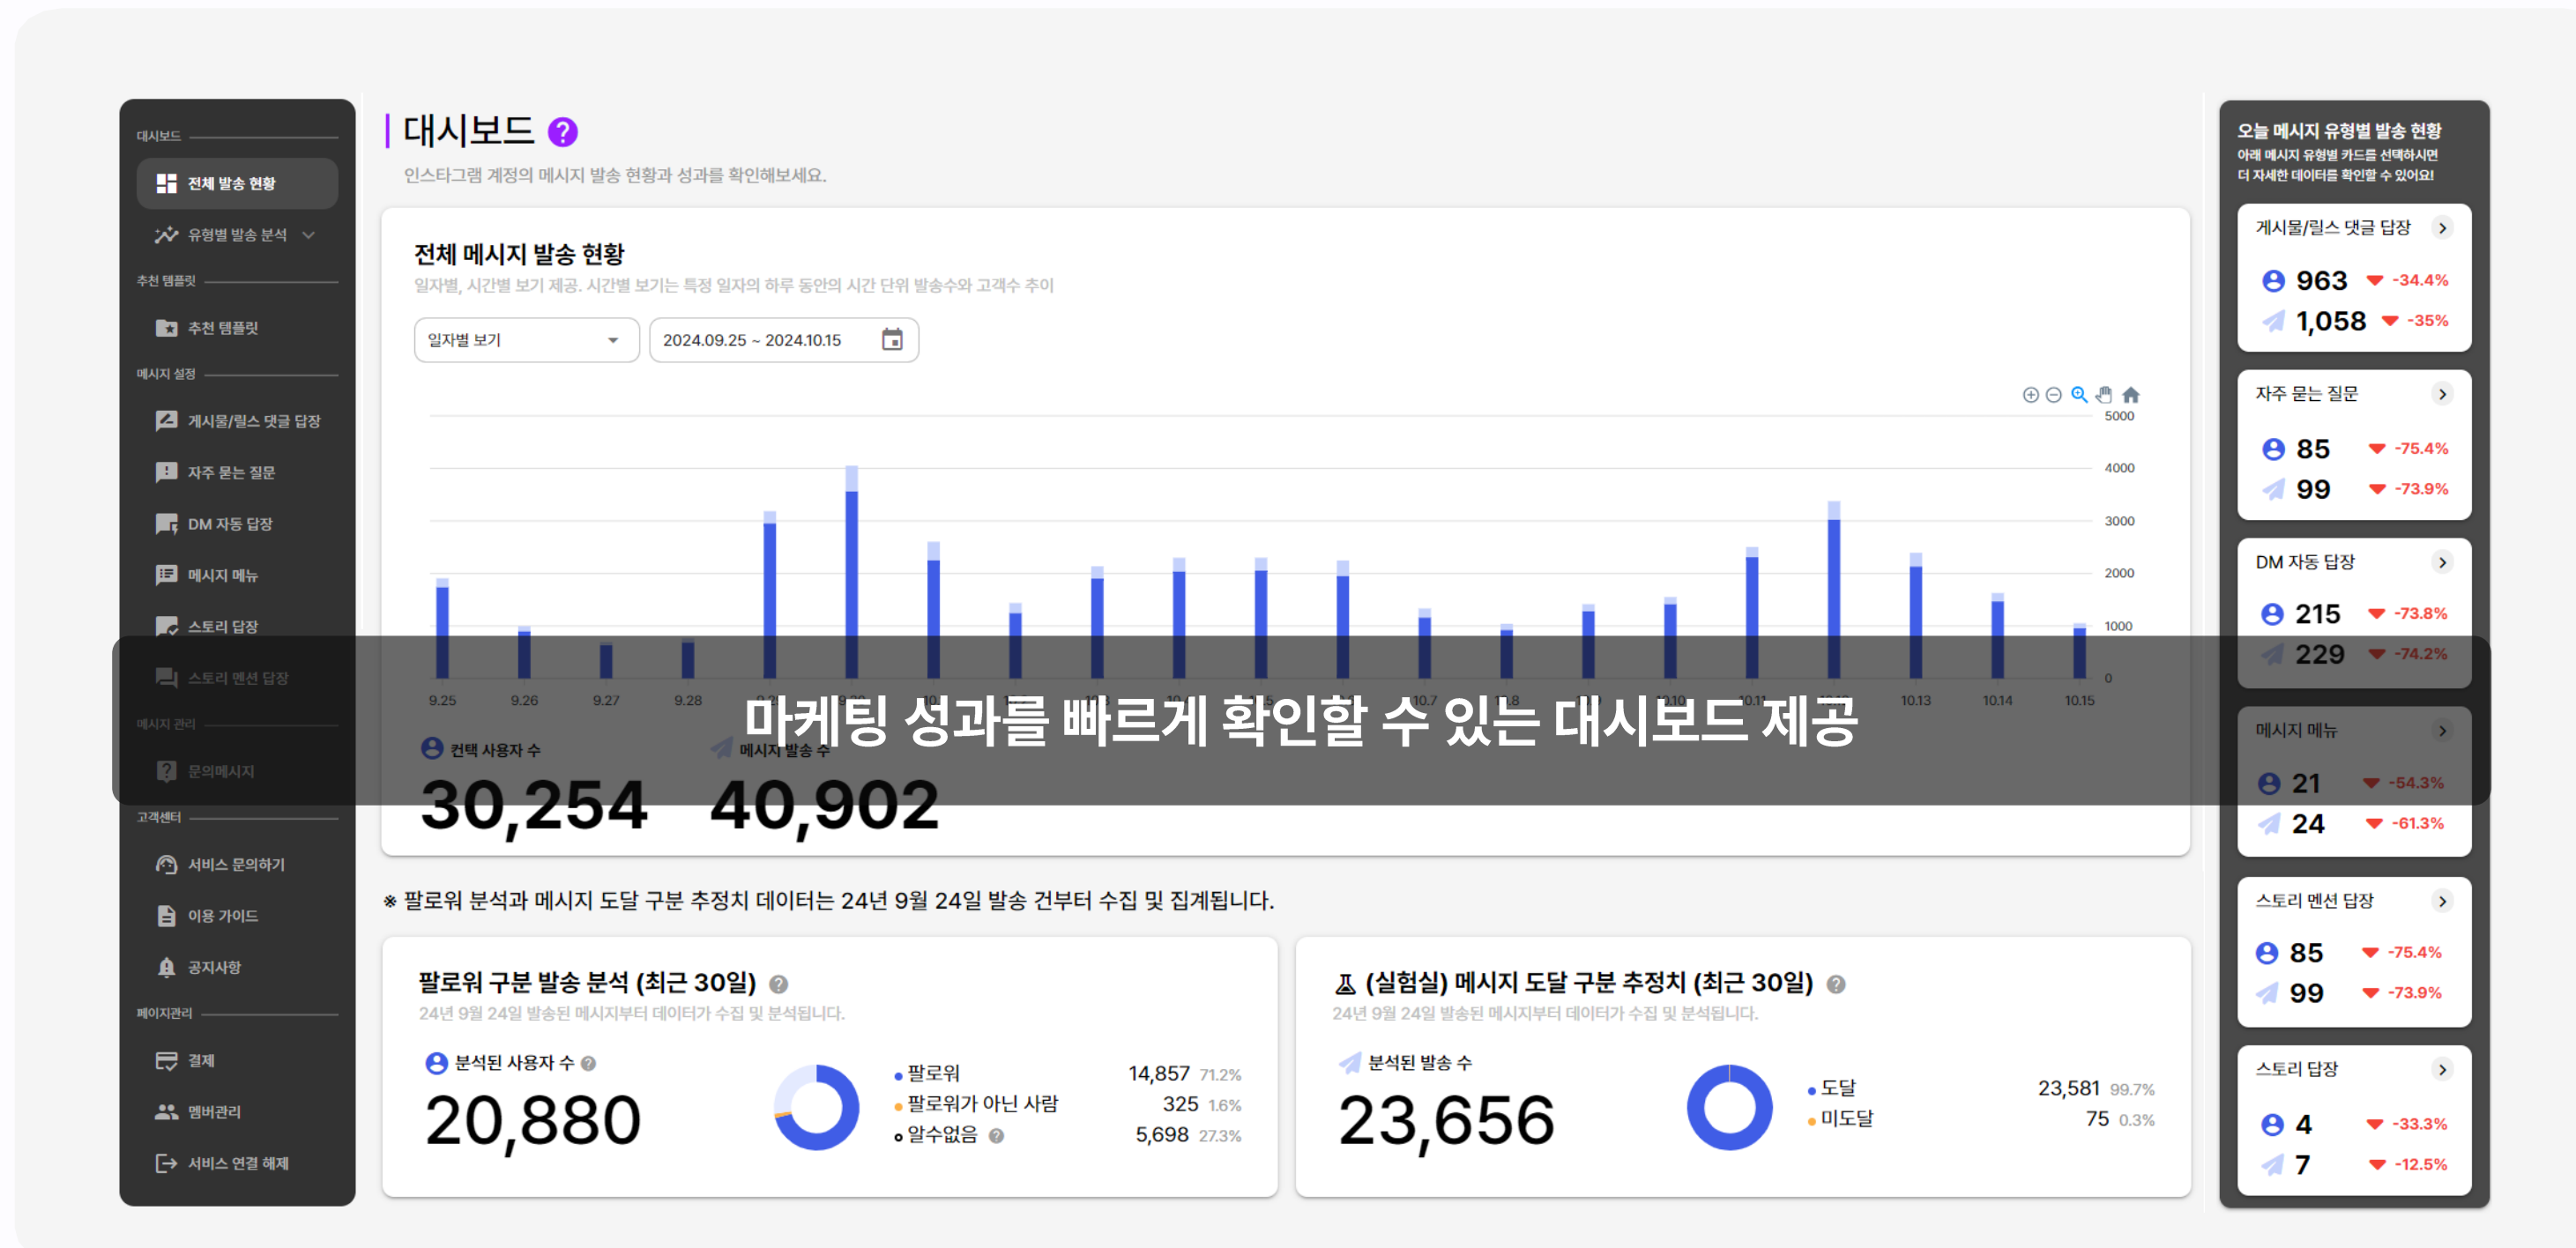 대시보드
전체 발송 현황
유형별 발송 분석
추천 템플릿
추천 템플릿
메시지 설정
게시물/릴스 댓글 답장
자주 묻는 질문
DM 자동 답장
메시지 메뉴
스토리 답장
스토리 멘션 답장
메시지 관리
문의메시지
고객센터
서비스 문의하기
이용 가이드
공지사항
페이지관리
결제
멤버관리
서비스 연결 해제
대시보드 ?
인스타그램 계정의 메시지 발송 현황과 성과를 확인해보세요.
전체 메시지 발송 현황
일자별, 시간별 보기 제공. 시간별 보기는 특정 일자의 하루 동안의 시간 단위 발송수와 고객수 추이
일자별 보기
2024.09.25 ~ 2024.10.15
5000
4000
3000
2000
1000
0
9.25 9.26 9.27 9.28 10.7 10.10 10.11 10.13 10.14 10.15
마케팅 성과를 빠르게 확인할 수 있는 대시보드 제공
컨택 사용자 수 메시지 발송 수
30,254 40,902
※ 팔로워 분석과 메시지 도달 구분 추정치 데이터는 24년 9월 24일 발송 건부터 수집 및 집계됩니다.
팔로워 구분 발송 분석 (최근 30일) ?
24년 9월 24일 발송된 메시지부터 데이터가 수집 및 분석됩니다.
분석된 사용자 수 ?
20,880
팔로워 14,857 71.2%
팔로워가 아닌 사람 325 1.6%
알수없음 ? 5,698 27.3%
(실험실) 메시지 도달 구분 추정치 (최근 30일) ?
24년 9월 24일 발송된 메시지부터 데이터가 수집 및 분석됩니다.
분석된 발송 수
23,656
도달 23,581 99.7%
미도달 75 0.3%
오늘 메시지 유형별 발송 현황
아래 메시지 유형별 카드를 선택하시면
더 자세한 데이터를 확인할 수 있어요!
게시물/릴스 댓글 답장
963 -34.4%
1,058 -35%
자주 묻는 질문
85 -75.4%
99 -73.9%
DM 자동 답장
215 -73.8%
229 -74.2%
메시지 메뉴
21 -54.3%
24 -61.3%
스토리 멘션 답장
85 -75.4%
99 -73.9%
스토리 답장
4 -33.3%
7 -12.5%